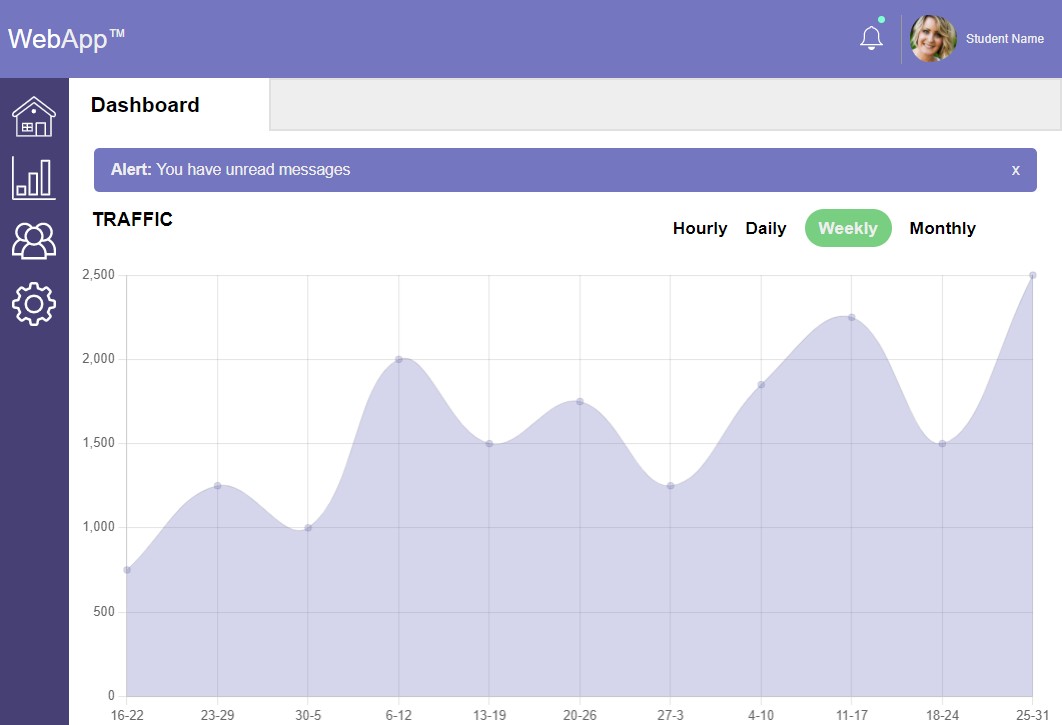 WebApp™
Student Name
Dashboard
Alert: You have unread messages x
TRAFFIC
Hourly Daily Weekly Monthly
2,500
2,000
1,500
1,000
500
0
16-22 23-29 30-5 6-12 13-19 20-26 27-3 4-10 11-17 18-24 25-31